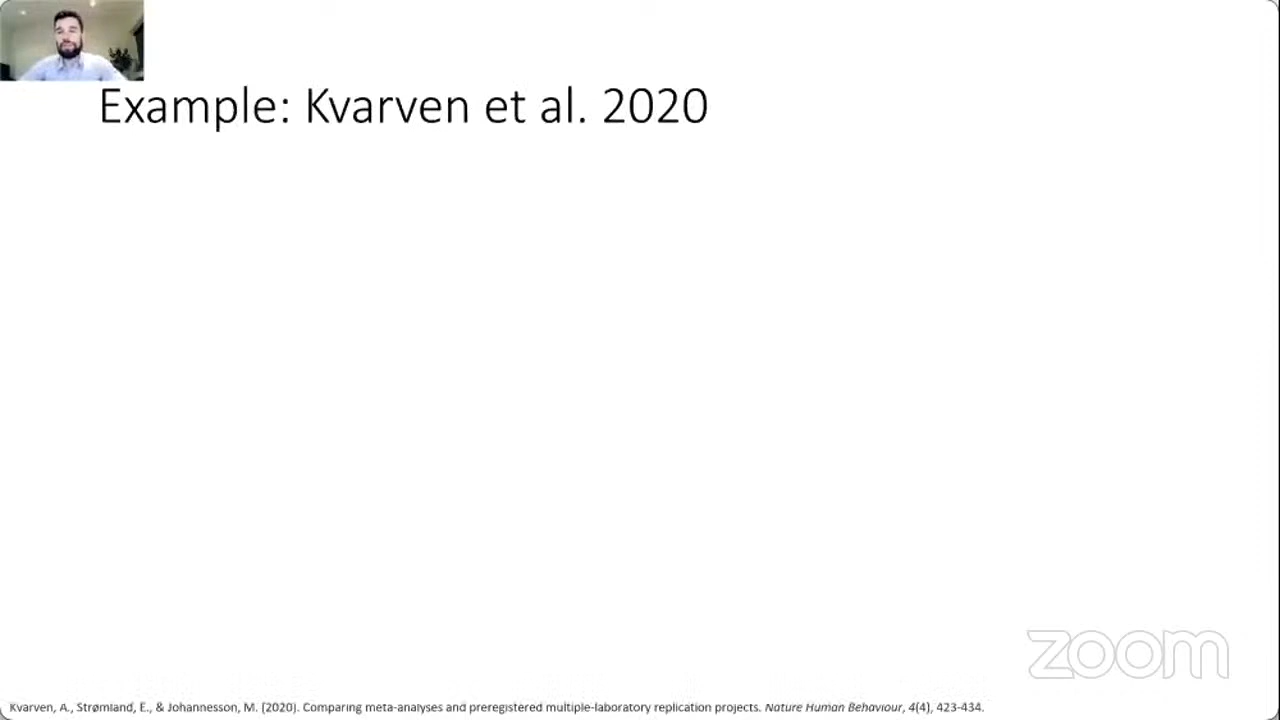 Example: Kvarven et al. 2020
zoom
Kvarven, A., Strømland, E., & Johannesson, M. (2020). Comparing meta-analyses and preregistered multiple-laboratory replication projects. Nature Human Behaviour, 4(4), 423-434.